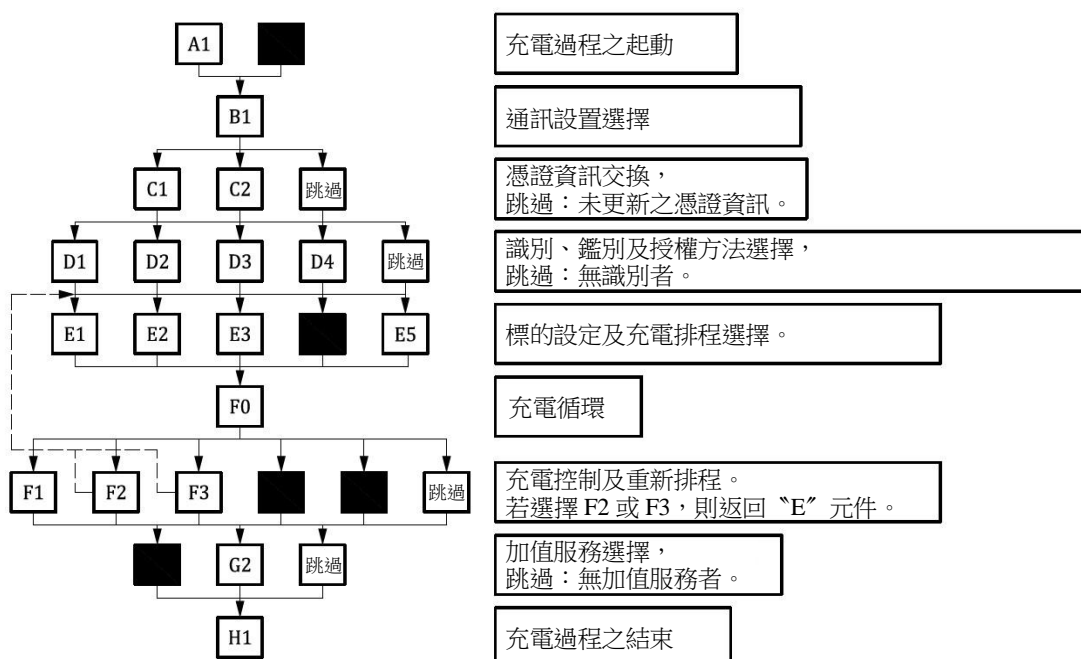 A1
充電過程之起動
B1
通訊設置選擇
C1 C2 跳過
憑證資訊交換，
跳過：未更新之憑證資訊。
D1 D2 D3 D4 跳過
識別、鑑別及授權方法選擇，
跳過：無識別者。
E1 E2 E3 E5
標的設定及充電排程選擇。
F0
充電循環
F1 F2 F3 跳過
充電控制及重新排程。
若選擇 F2 或 F3，則返回〝E〞元件。
G2 跳過
加值服務選擇，
跳過：無加值服務者。
H1
充電過程之結束